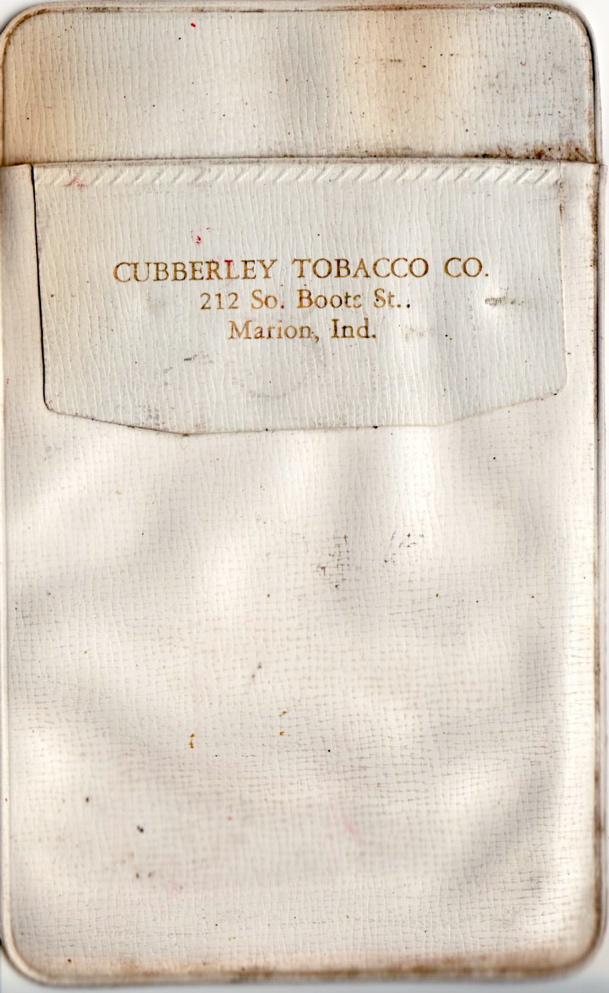 CUBBERLEY TOBACCO CO.
212 So. Boots St..
Marion, Ind.